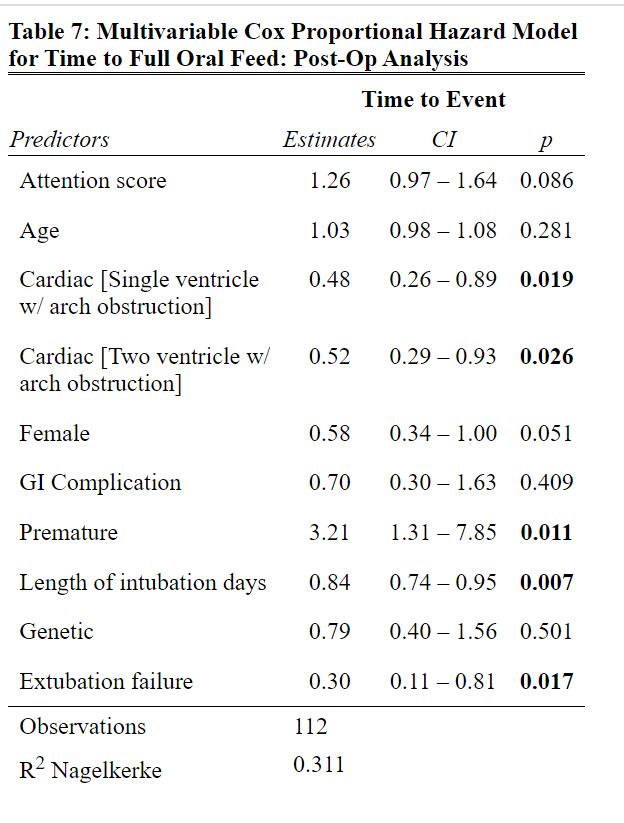 Table 7: Multivariable Cox Proportional Hazard Model
for Time to Full Oral Feed: Post-Op Analysis
Time to Event
Predictors Estimates CI p
Attention score 1.26 0.97 – 1.64 0.086
Age 1.03 0.98 – 1.08 0.281
Cardiac [Single ventricle 0.48 0.26 – 0.89 0.019
w/ arch obstruction]
Cardiac [Two ventricle w/ 0.52 0.29 – 0.93 0.026
arch obstruction]
Female 0.58 0.34 – 1.00 0.051
GI Complication 0.70 0.30 – 1.63 0.409
Premature 3.21 1.31 – 7.85 0.011
Length of intubation days 0.84 0.74 – 0.95 0.007
Genetic 0.79 0.40 – 1.56 0.501
Extubation failure 0.30 0.11 – 0.81 0.017
Observations 112
R² Nagelkerke 0.311